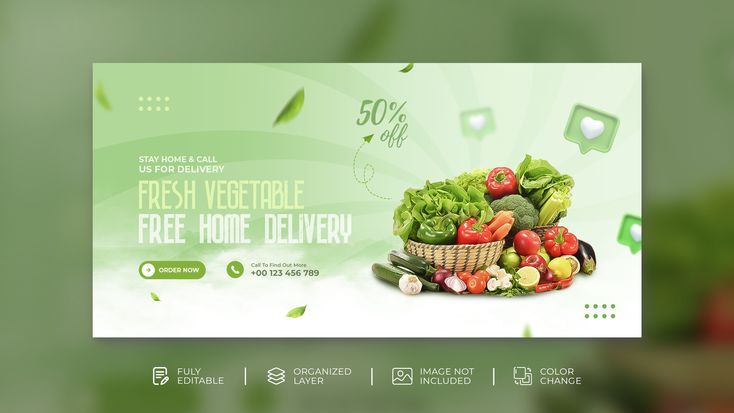 50%
off
STAY HOME & CALL
US FOR DELIVERY
FRESH VEGETABLE
FREE HOME DELIVERY
ORDER NOW
Call To Find Out More.
+00 123 456 789
FULY
EDITABLE
ORGANIZED
LAYER
IMAGE NOT
INCLUDED
COLOR
CHANGE